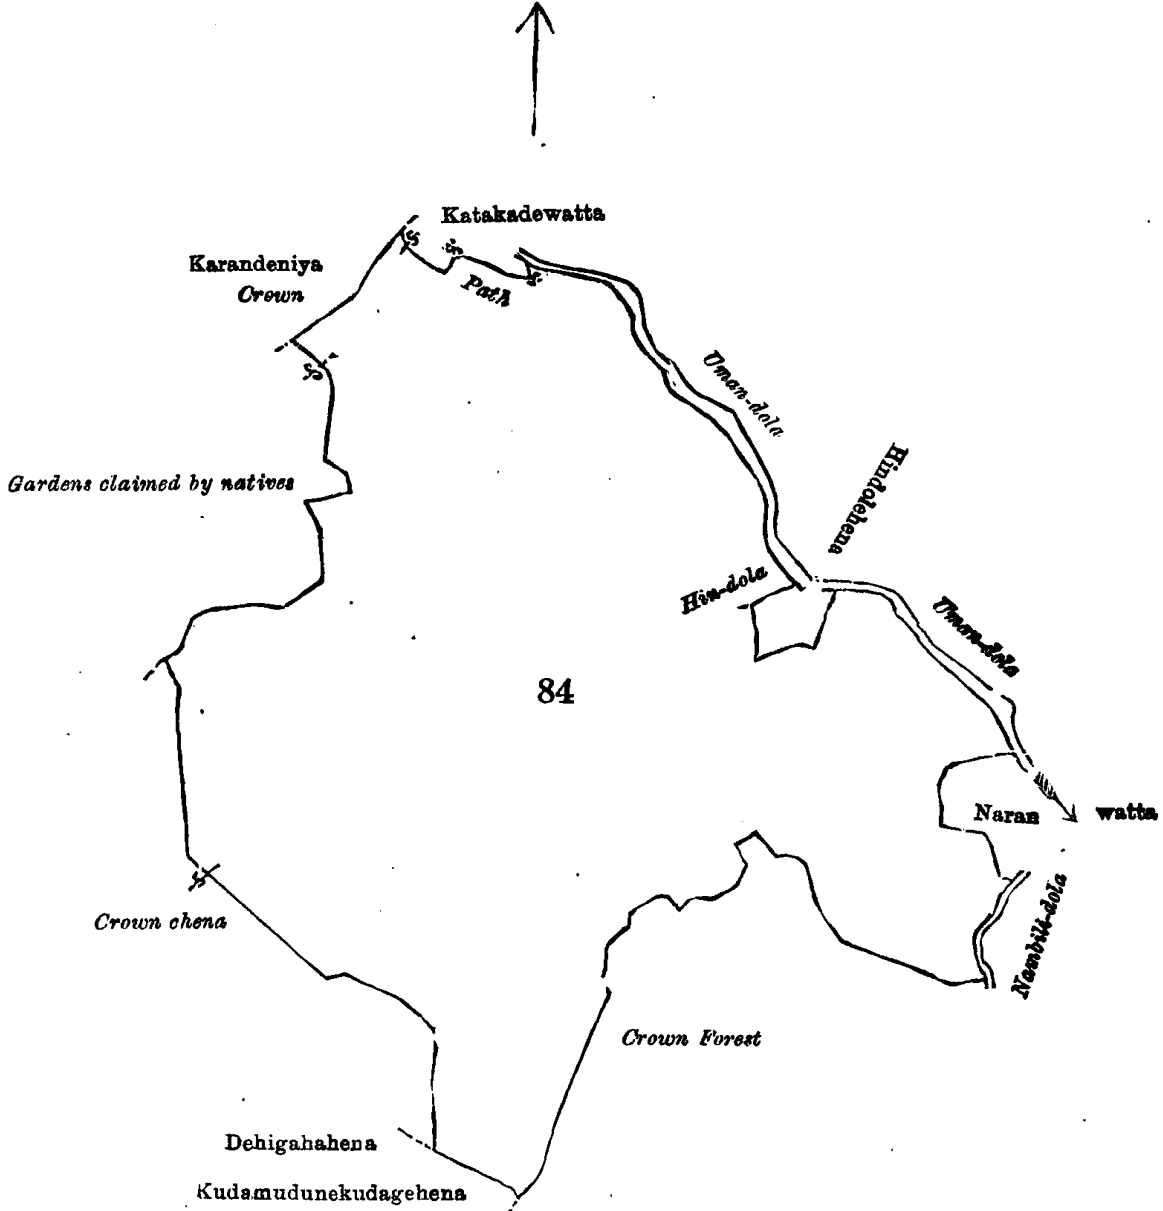 Katakadewatta
Karandeniya
Crown
Path
Uman-dola
Gardens claimed by natives
Hindolehena
Hin-dola
Uman-dola
84
Naran watta
Nambili-dola
Crown chena
Crown Forest
Dehigahahena
Kudamudunekudagehena